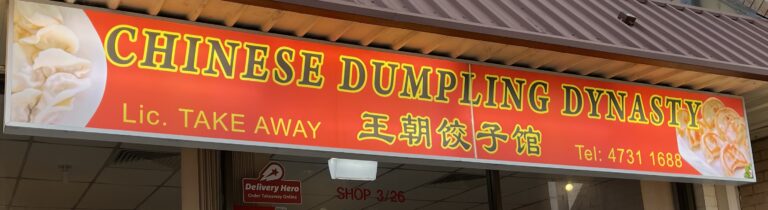 CHINESE DUMPLING DYNASTY
Lic. TAKE AWAY 王朝饺子馆 Tel: 4731 1688
Delivery Hero
Order Takeaway Online
SHOP 3/26